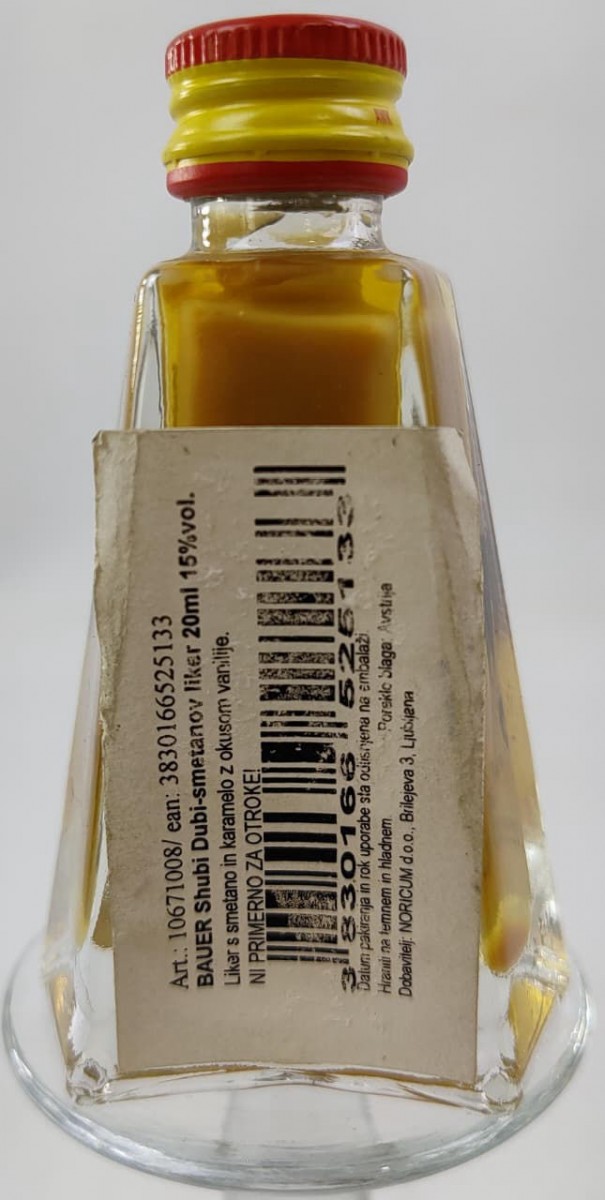 Art.: 10671008/ ean: 3830166525133
BAUER Shubi Dubi-smetanov liker 20ml 15%vol.
Liker s smetano in karamelo z okusom vanilije.
NI PRIMERNO ZA OTROKE!
3 830166 525133
Datum pakiranja in rok uporabe sta odtisnjena na embalaži
Hraniti na temnem in hladnem. Poreklo blaga: Avstrija
Dobavitelj: NORICUM d.o.o., Brilejeva 3, Ljubljana